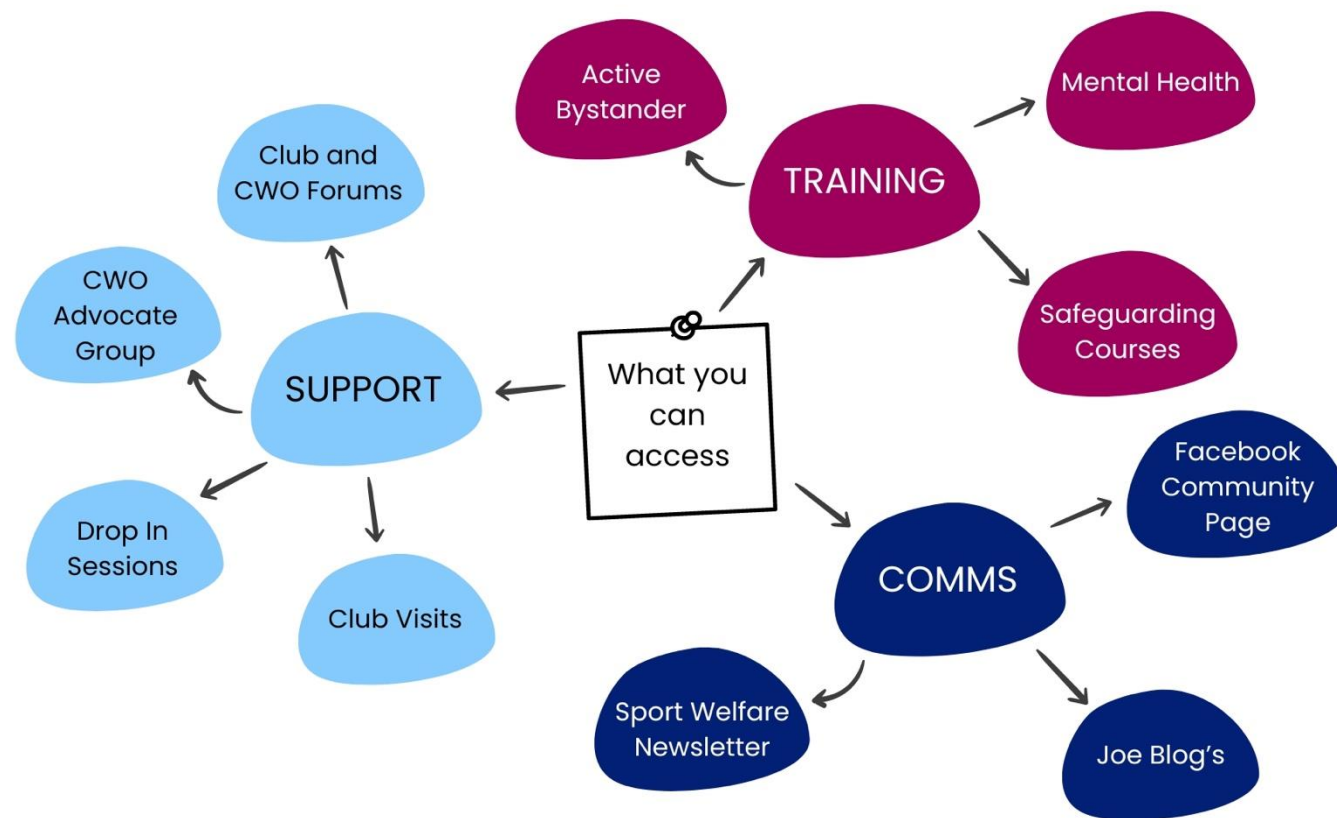 What you
can
access
TRAINING
Active
Bystander
Mental Health
Safeguarding
Courses
SUPPORT
Club and
CWO Forums
CWO
Advocate
Group
Drop In
Sessions
Club Visits
COMMS
Facebook
Community
Page
Sport Welfare
Newsletter
Joe Blog's